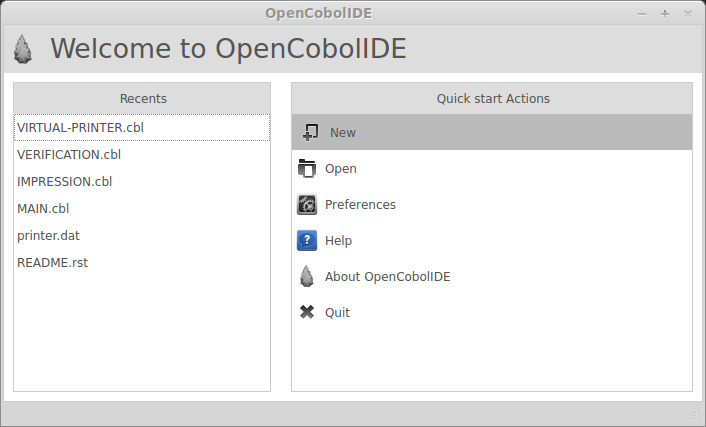 OpenCobolIDE
Welcome to OpenCobolIDE
Recents
VIRTUAL-PRINTER.cbl
VERIFICATION.cbl
IMPRESSION.cbl
MAIN.cbl
printer.dat
README.rst
Quick start Actions
New
Open
Preferences
Help
About OpenCobolIDE
Quit